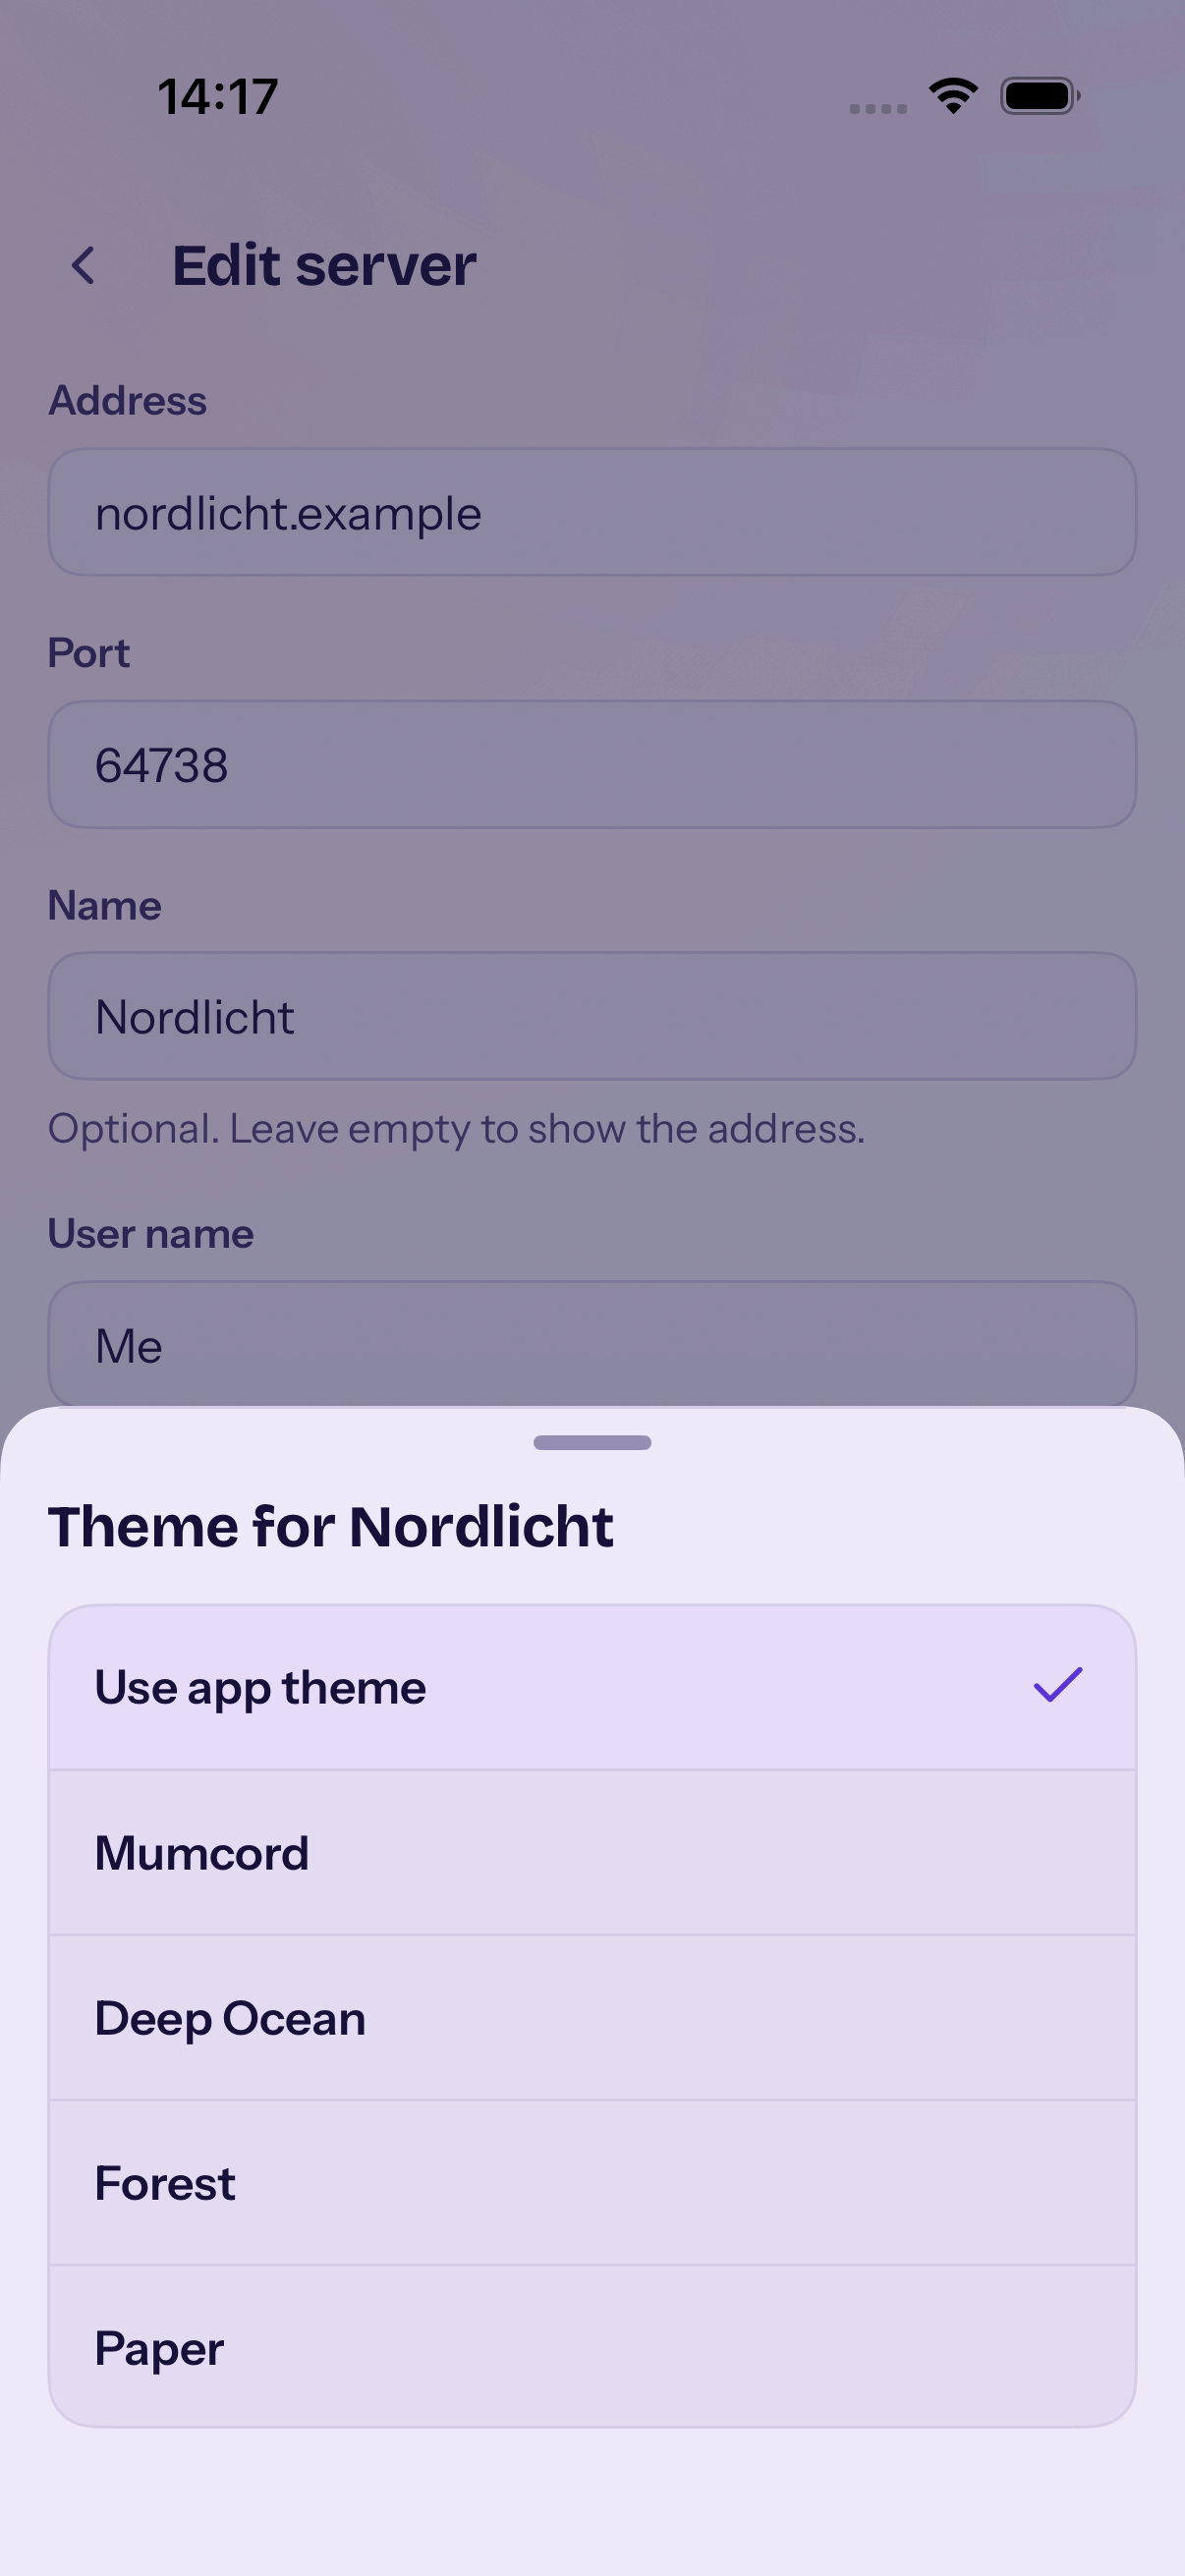 14:17
Edit server
Address
nordlicht.example
Port
64738
Name
Nordlicht
Optional. Leave empty to show the address.
User name
Me
Theme for Nordlicht
Use app theme
Mumcord
Deep Ocean
Forest
Paper